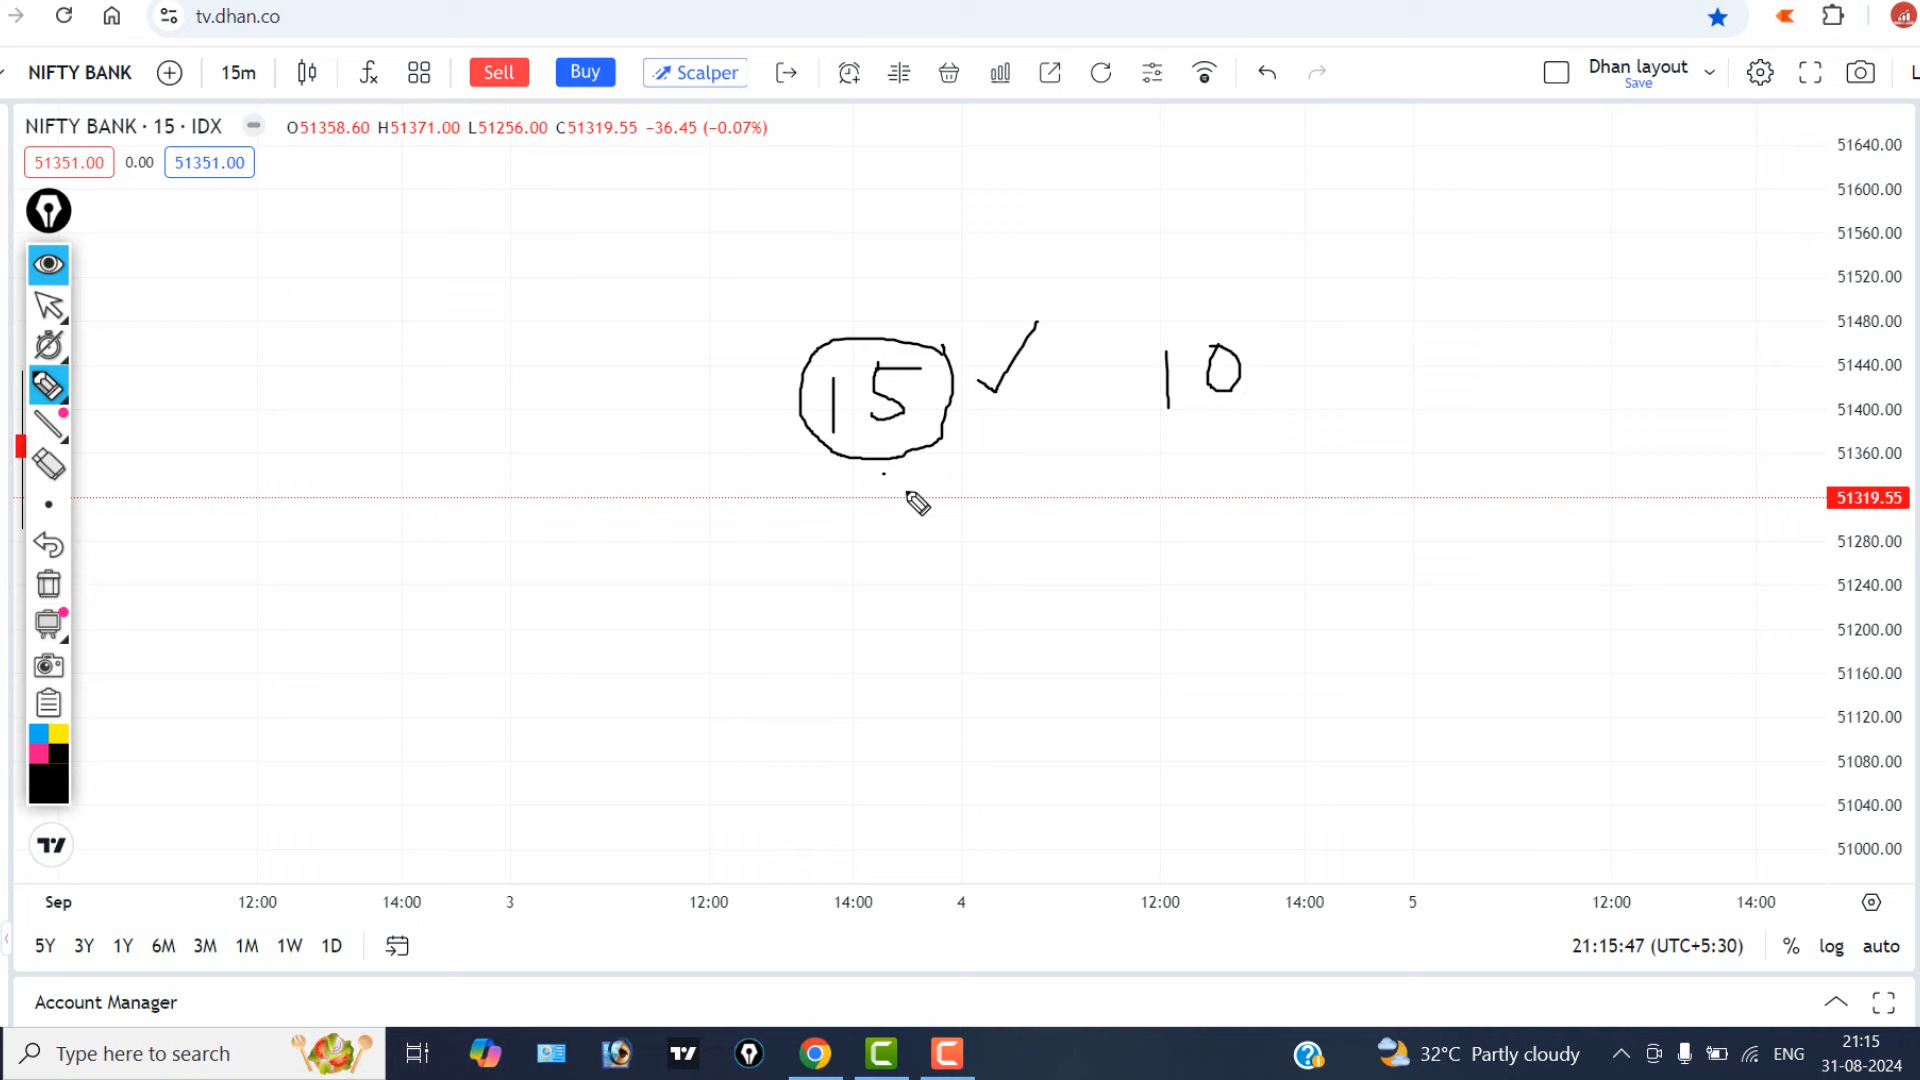 tv.dhan.co
NIFTY BANK 15m Sell Buy Scalper Dhan layout
Save
NIFTY BANK · 15 · IDX O51358.60 H51371.00 L51256.00 C51319.55 −36.45 (−0.07%)
51351.00 0.00 51351.00
15 10
51640.00
51600.00
51560.00
51520.00
51480.00
51440.00
51400.00
51360.00
51319.55
51280.00
51240.00
51200.00
51160.00
51120.00
51080.00
51040.00
51000.00
Sep 12:00 14:00 3 12:00 14:00 4 12:00 14:00 5 12:00 14:00
5Y 3Y 1Y 6M 3M 1M 1W 1D 21:15:47 (UTC+5:30) % log auto
Account Manager
Type here to search 32°C Partly cloudy ENG
21:15
31-08-2024